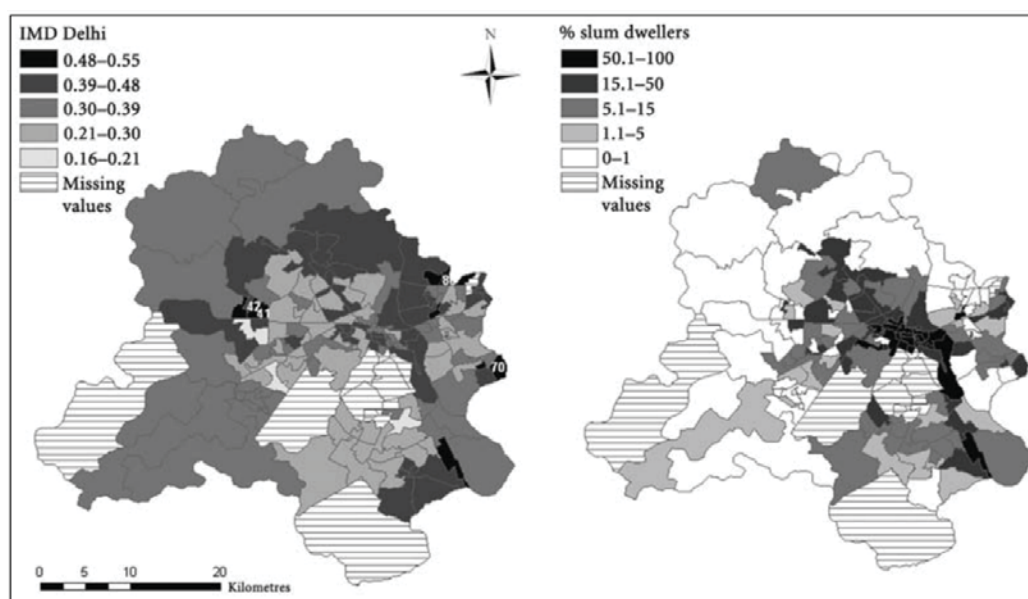 IMD Delhi
0.48–0.55
0.39–0.48
0.30–0.39
0.21–0.30
0.16–0.21
Missing
values
N
% slum dwellers
50.1–100
15.1–50
5.1–15
1.1–5
0–1
Missing
values
42
41
70
0 5 10 20
Kilometres